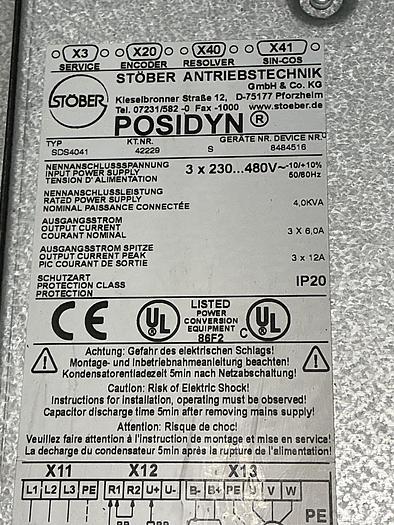 X3 X20 X40 X41
SERVICE ENCODER RESOLVER SIN-COS
STÖBER
STÖBER ANTRIEBSTECHNIK
GmbH & Co. KG
Kieselbronner Straße 12, D-75177 Pforzheim
Tel. 07231/582 -0 Fax -1000 www.stoeber.de
POSIDYN ®
TYP KT.NR. GERÄTE NR. DEVICE NR.
SDS4041 42229 S 8484516
NENNANSCHLUSSSPANNUNG
INPUT POWER SUPPLY 3 x 230...480V~ -10/+10%
TENSION D'ALIMENTATION 50/60Hz
NENNANSCHLUSSLEISTUNG
RATED POWER SUPPLY
NOMINAL PAISSANCE CONNECTÉE 4,0KVA
AUSGANGSSTROM
OUTPUT CURRENT
COURANT NOMINAL 3 X 6,0A
AUSGANGSSTROM SPITZE
OUTPUT CURRENT PEAK
PIC COURANT DE SORTIE 3 x 12A
SCHUTZART
PROTECTION CLASS IP20
PROTECTION
CE UL LISTED C UL
POWER
CONVERSION
EQUIPMENT
86F2
Achtung: Gefahr des elektrischen Schlags!
Montage- und Inbetriebnahmeanleitung beachten!
Kondensatorentladezeit 5min nach Netzabschaltung!
Caution: Risk of Elektric Shock!
Instructions for installation, operating must be observed!
Capacitor discharge time 5min after removing mains supply!
Attention: Risque de choc!
Veuillez faire attention à l'instruction de montage et mise en servic
La decharge du condensateur 5min après la rupture de l'alimentation!
X11 X12 X13
L1 L2 L3 PE R1 R2 U+ U- B- B+ PE U V W
PE